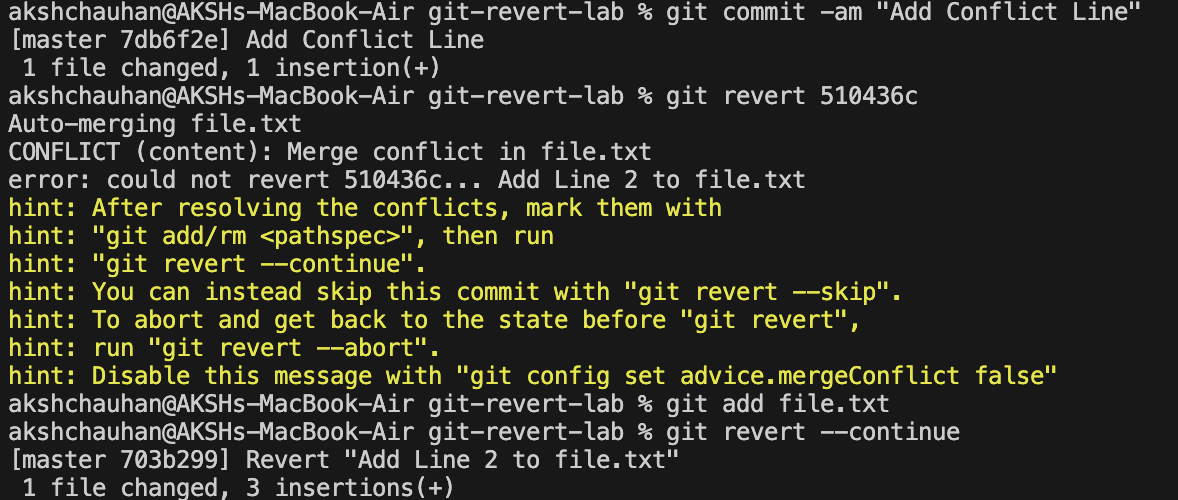 akshchauhan@AKSHs-MacBook-Air git-revert-lab % git commit -am "Add Conflict Line"
[master 7db6f2e] Add Conflict Line
 1 file changed, 1 insertion(+)
akshchauhan@AKSHs-MacBook-Air git-revert-lab % git revert 510436c
Auto-merging file.txt
CONFLICT (content): Merge conflict in file.txt
error: could not revert 510436c... Add Line 2 to file.txt
hint: After resolving the conflicts, mark them with
hint: "git add/rm <pathspec>", then run
hint: "git revert --continue".
hint: You can instead skip this commit with "git revert --skip".
hint: To abort and get back to the state before "git revert",
hint: run "git revert --abort".
hint: Disable this message with "git config set advice.mergeConflict false"
akshchauhan@AKSHs-MacBook-Air git-revert-lab % git add file.txt
akshchauhan@AKSHs-MacBook-Air git-revert-lab % git revert --continue
[master 703b299] Revert "Add Line 2 to file.txt"
 1 file changed, 3 insertions(+)